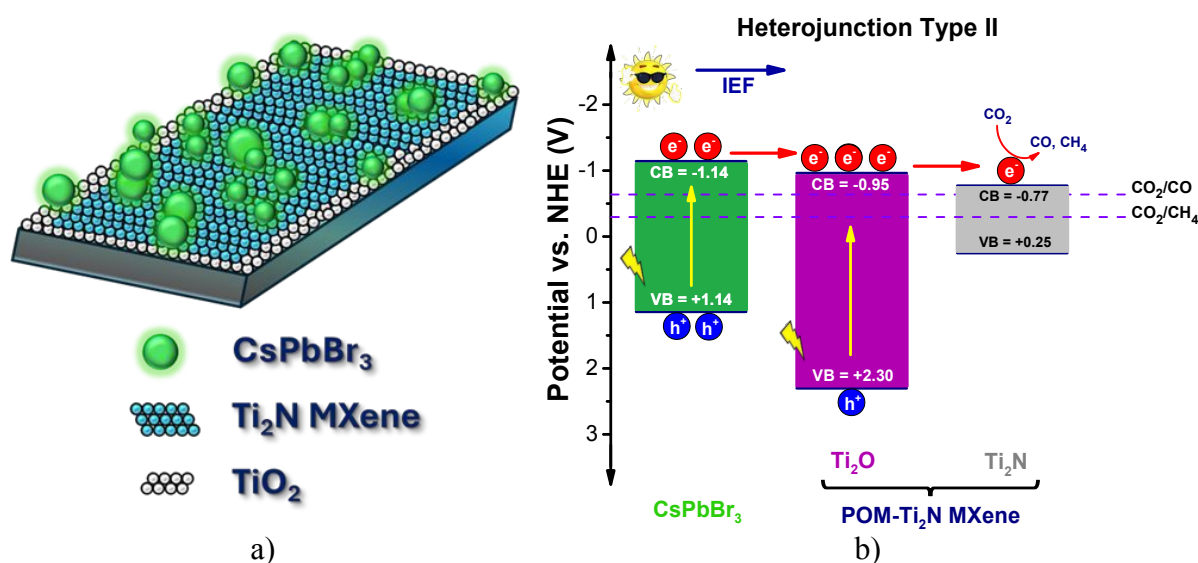 CsPbBr₃
Ti₂N MXene
TiO₂
a)
Heterojunction Type II
Potential vs. NHE (V)
-2
-1
0
1
2
3
IEF
e⁻ e⁻
CB = -1.14
VB = +1.14
h⁺ h⁺
CsPbBr₃
e⁻ e⁻ e⁻
CB = -0.95
VB = +2.30
h⁺
Ti₂O
CO₂
CO, CH₄
e⁻
CB = -0.77
VB = +0.25
Ti₂N
CO₂/CO
CO₂/CH₄
POM-Ti₂N MXene
b)